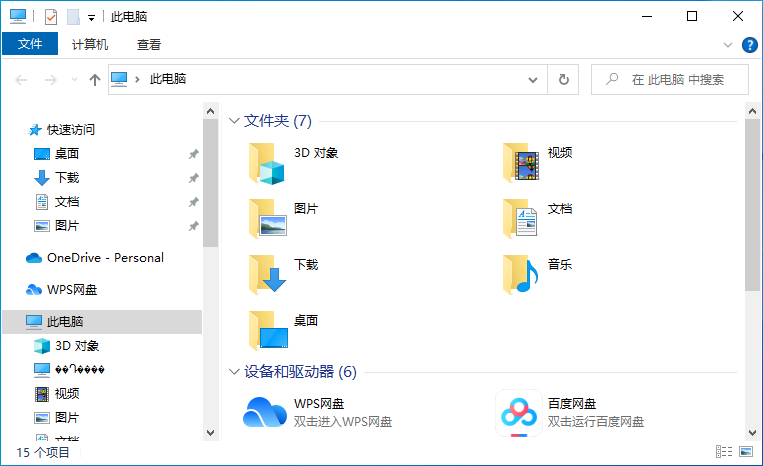 此电脑
文件 计算机 查看
此电脑
在 此电脑 中搜索
快速访问
桌面
下载
文档
图片
OneDrive - Personal
WPS网盘
此电脑
3D 对象
视频
图片
文档
文件夹 (7)
3D 对象
视频
图片
文档
下载
音乐
桌面
设备和驱动器 (6)
WPS网盘
双击进入WPS网盘
百度网盘
双击运行百度网盘
15 个项目